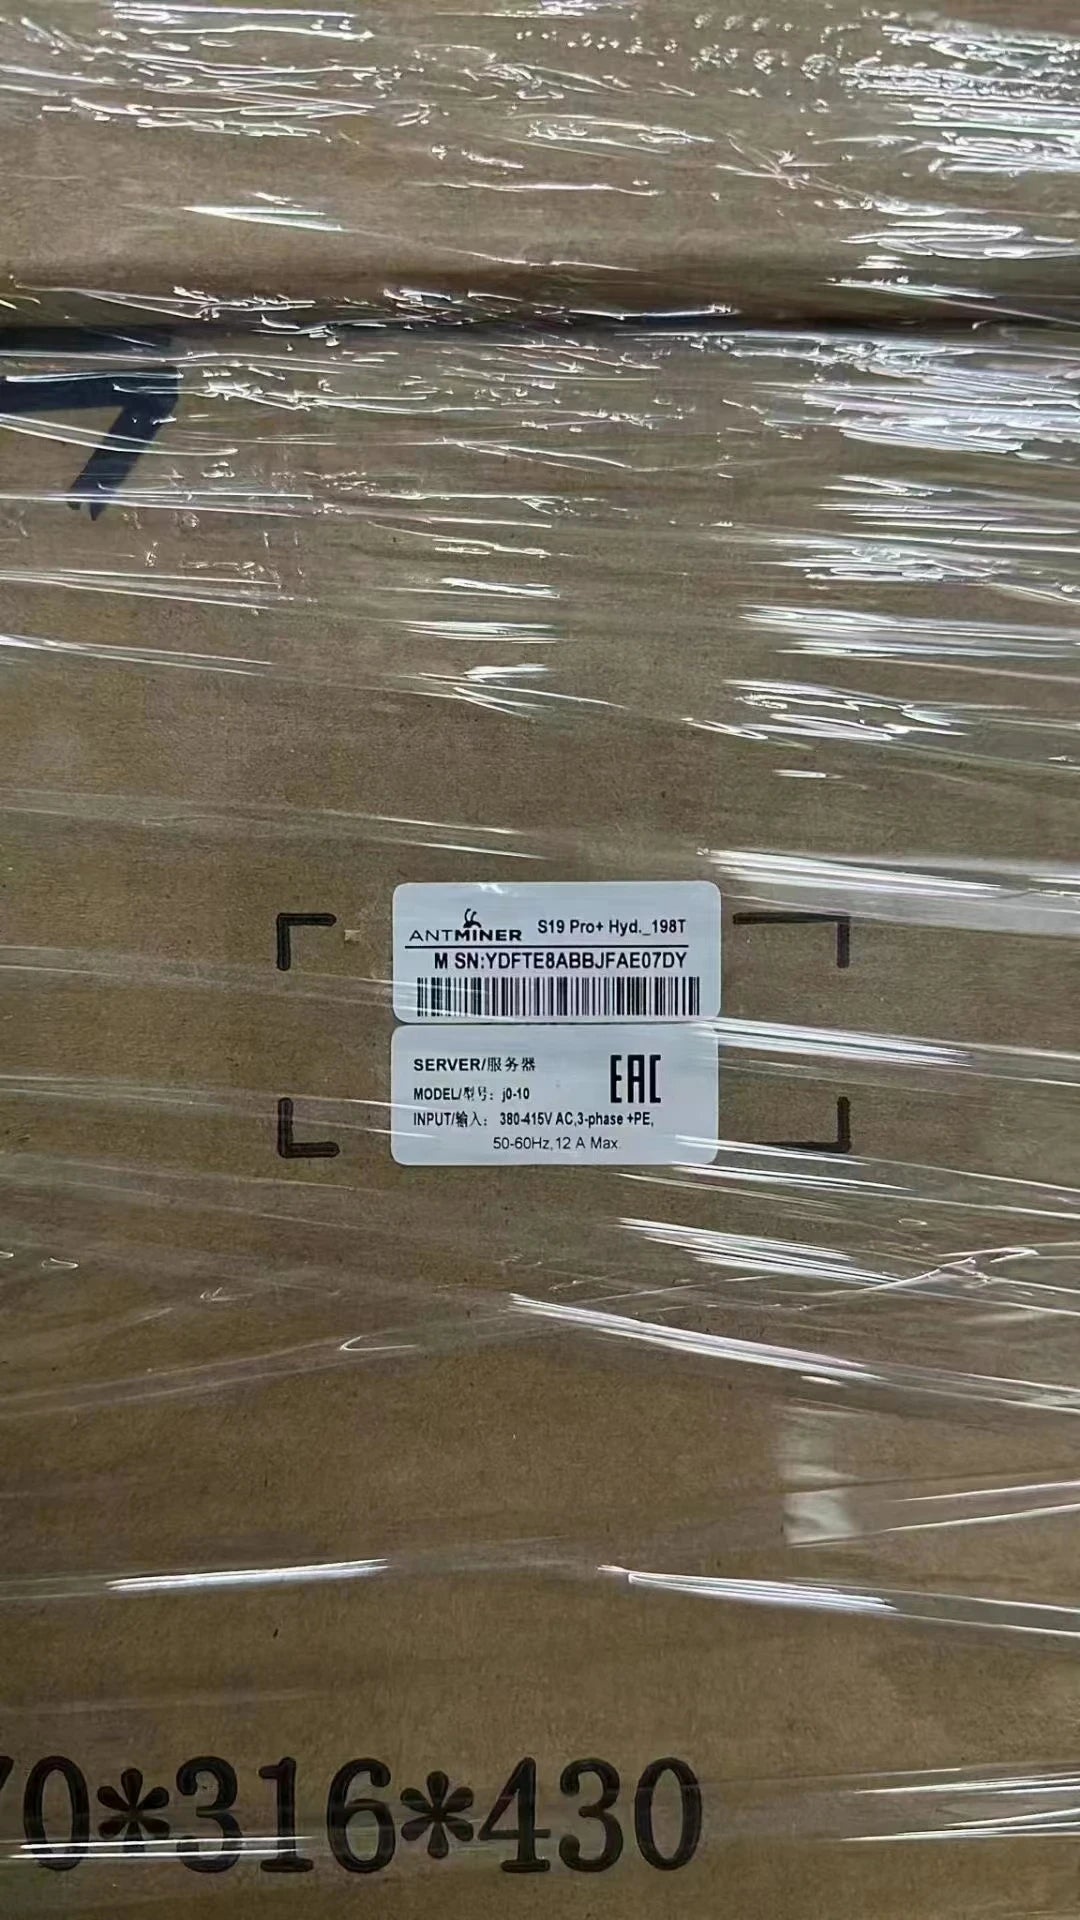 ANTMINER S19 Pro+ Hyd._198T
M SN:YDFTE8ABBJFAE07DY
SERVER/服务器 EAC
MODEL/型号: j0-10
INPUT/输入: 380-415V AC,3-phase +PE,
50-60Hz,12 A Max
0*316*430